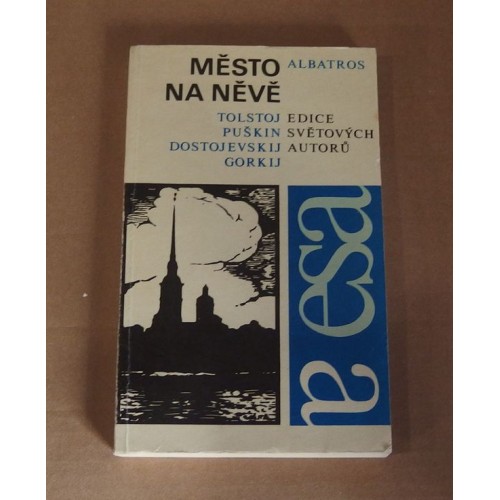 MĚSTO
NA NĚVĚ
ALBATROS
TOLSTOJ
PUŠKIN
DOSTOJEVSKIJ
GORKIJ
EDICE
SVĚTOVÝCH
AUTORŮ
a esa